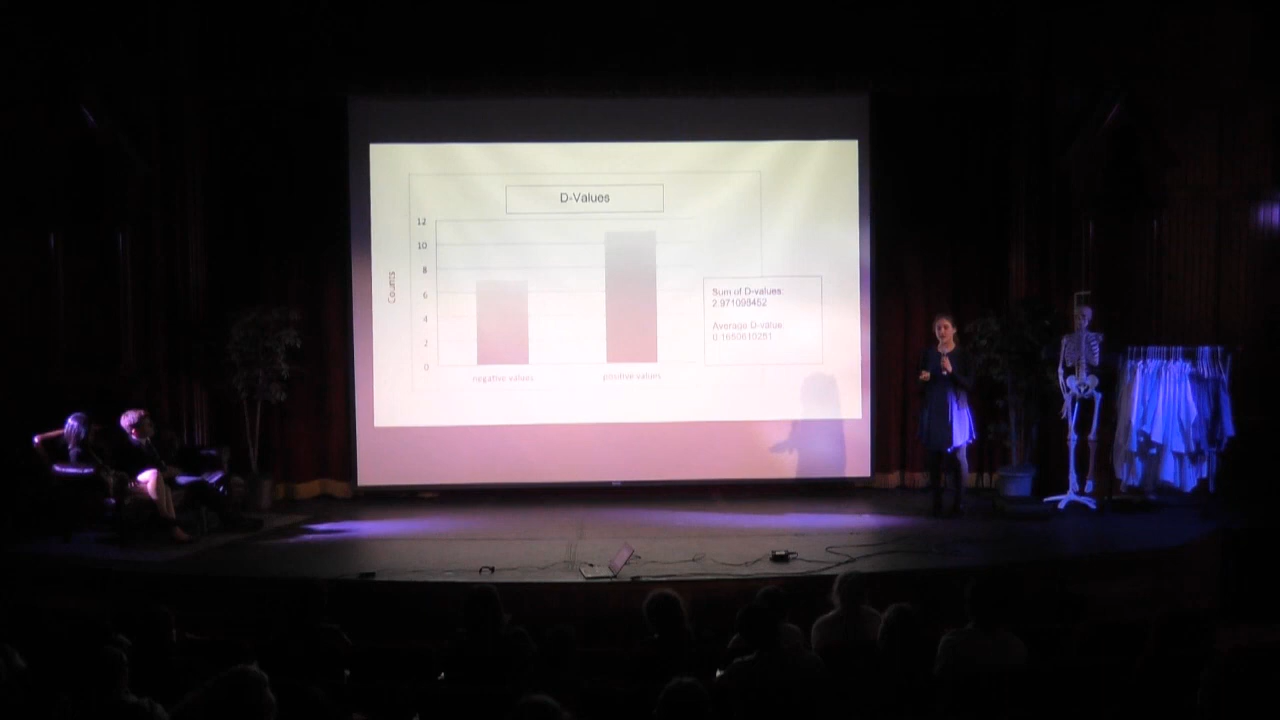 D-Values
12
10
8
6
4
2
0
Counts
negative values
positive values
Sum of D-values:
2.971098452
Average D-value:
0.1650610251